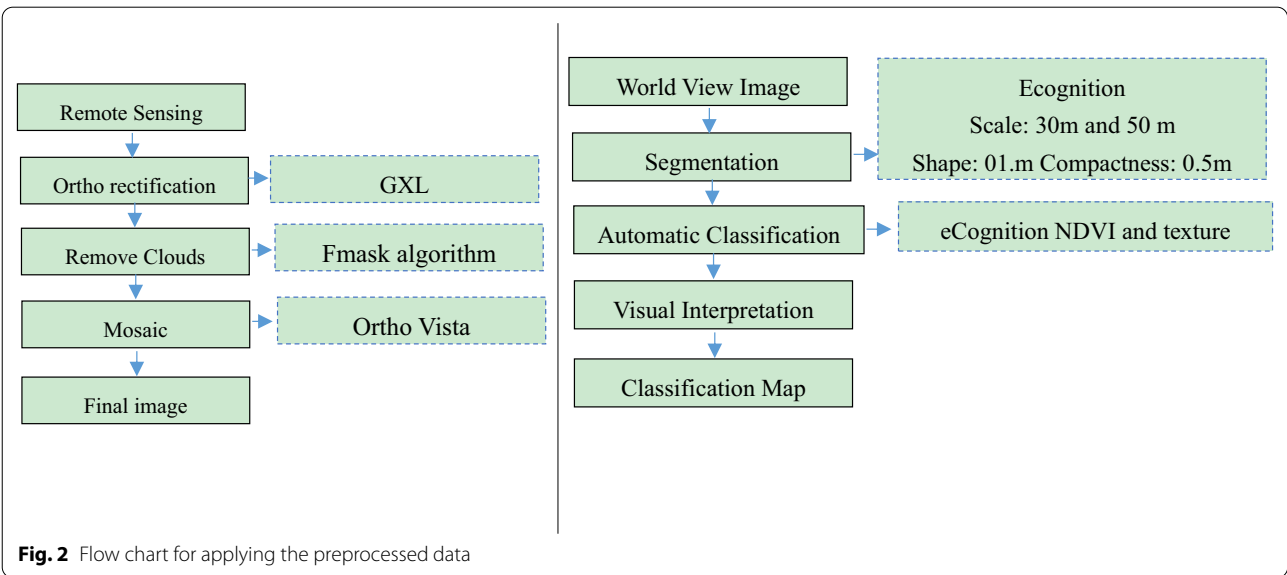 Remote Sensing
Ortho rectification
GXL
Remove Clouds
Fmask algorithm
Mosaic
Ortho Vista
Final image
World View Image
Segmentation
Ecognition
Scale: 30m and 50 m
Shape: 01.m Compactness: 0.5m
Automatic Classification
eCognition NDVI and texture
Visual Interpretation
Classification Map
Fig. 2 Flow chart for applying the preprocessed data